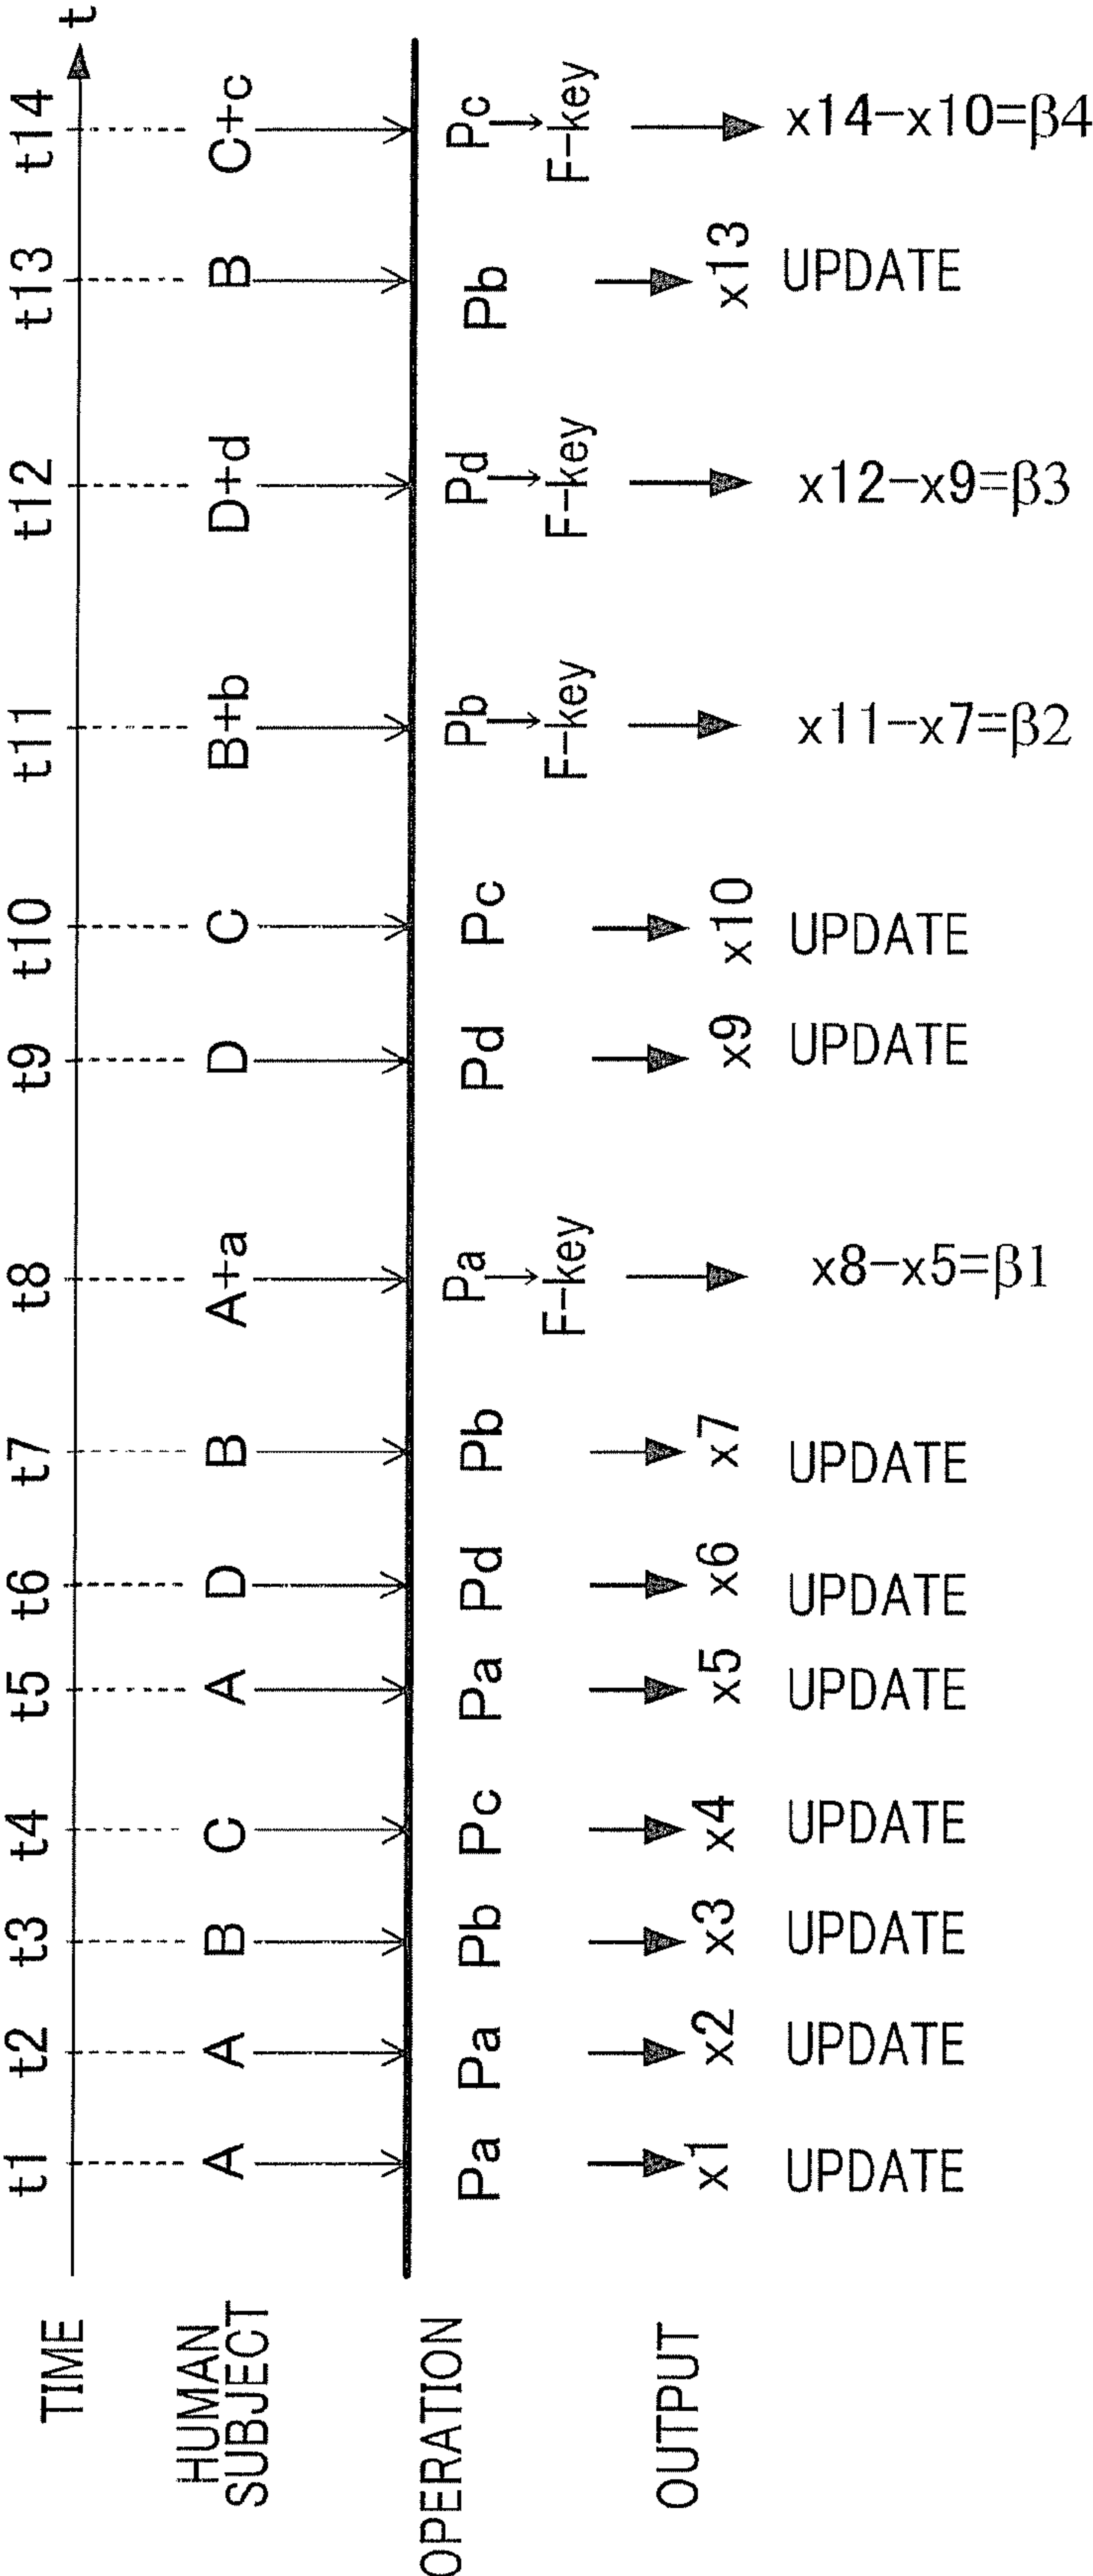 TIME t1 t2 t3 t4 t5 t6 t7 t8 t9 t10 t11 t12 t13 t14 t
HUMAN
SUBJECT
A A B C A D B A+a D C B+b D+d B C+c
OPERATION
Pa Pa Pb Pc Pa Pd Pb Pa Pd Pc Pb Pd Pb Pc
F-key F-key F-key F-key
OUTPUT
x1 x2 x3 x4 x5 x6 x7 x9 x10 x13
UPDATE UPDATE UPDATE UPDATE UPDATE UPDATE UPDATE x8-x5=β1 UPDATE UPDATE x11-x7=β2 x12-x9=β3 UPDATE x14-x10=β4